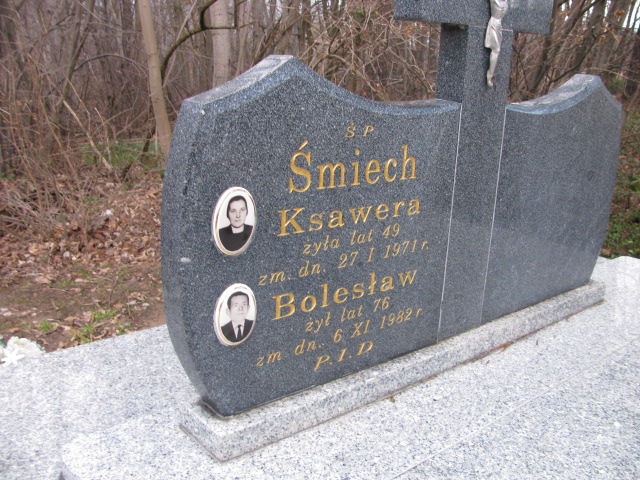 Ś.P.
Śmiech
Ksawera
żyła lat 49
zm. dn. 27 I 1971 r.
Bolesław
żył lat 76
zm. dn. 6 XI 1982 r.
P.I.D.